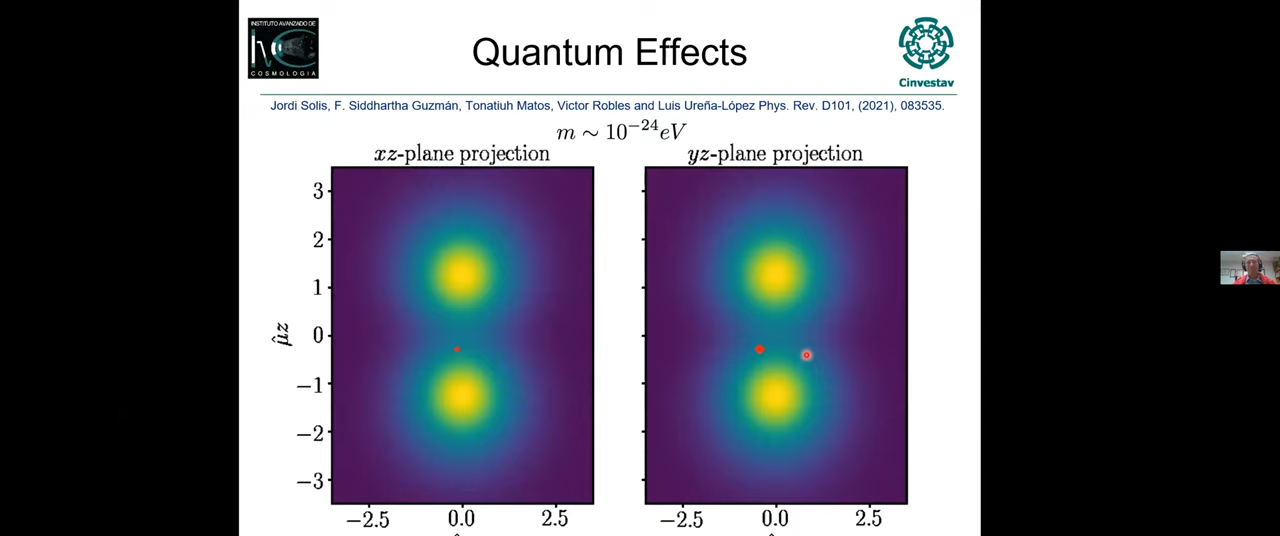 INSTITUTO AVANZADO DE
COSMOLOGIA
Quantum Effects
Cinvestav
Jordi Solis, F. Siddhartha Guzmán, Tonatiuh Matos, Victor Robles and Luis Ureña-López Phys. Rev. D101, (2021), 083535.
m ∼ 10⁻²⁴eV
xz-plane projection
yz-plane projection
3
2
1
0
−1
−2
−3
μ̂z
−2.5 0.0 2.5
−2.5 0.0 2.5